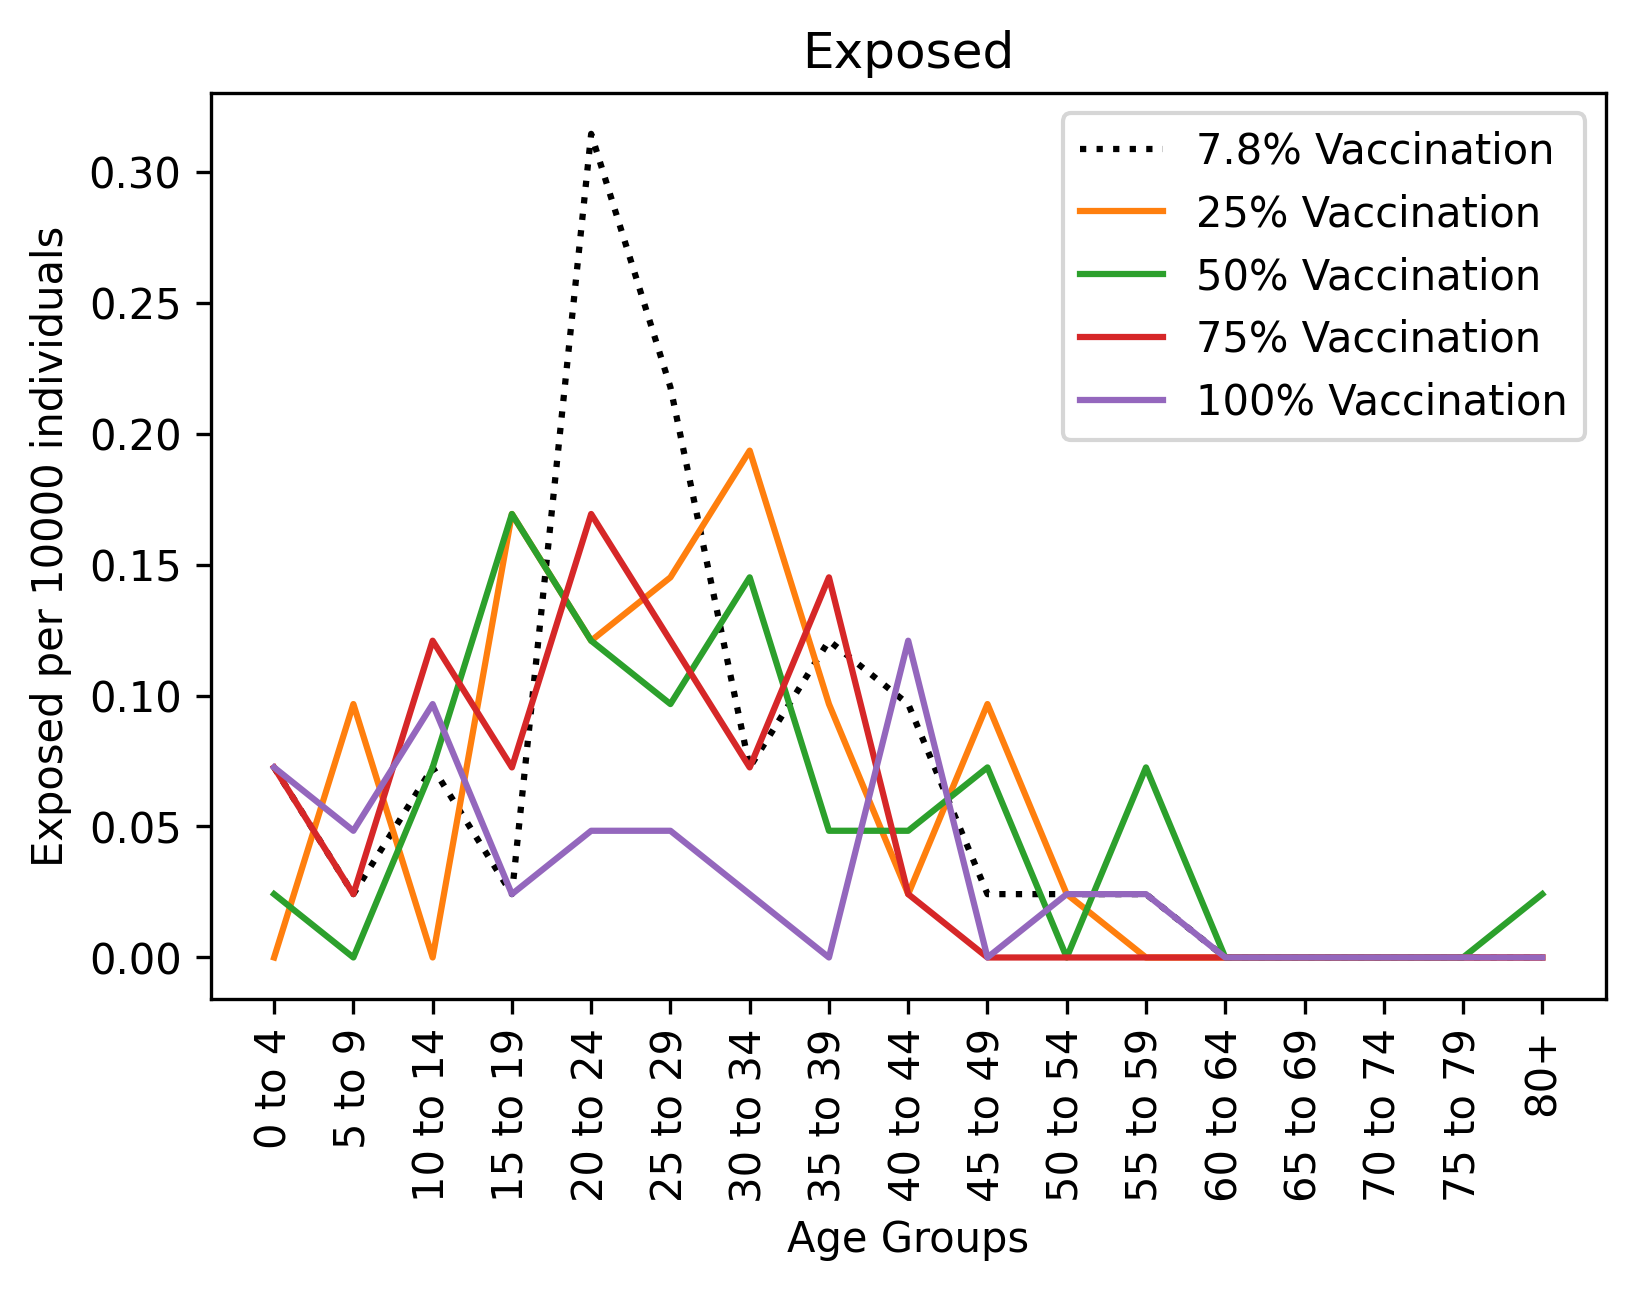 Exposed
Exposed per 10000 individuals
0.30
0.25
0.20
0.15
0.10
0.05
0.00
7.8% Vaccination
25% Vaccination
50% Vaccination
75% Vaccination
100% Vaccination
0 to 4
5 to 9
10 to 14
15 to 19
20 to 24
25 to 29
30 to 34
35 to 39
40 to 44
45 to 49
50 to 54
55 to 59
60 to 64
65 to 69
70 to 74
75 to 79
80+
Age Groups